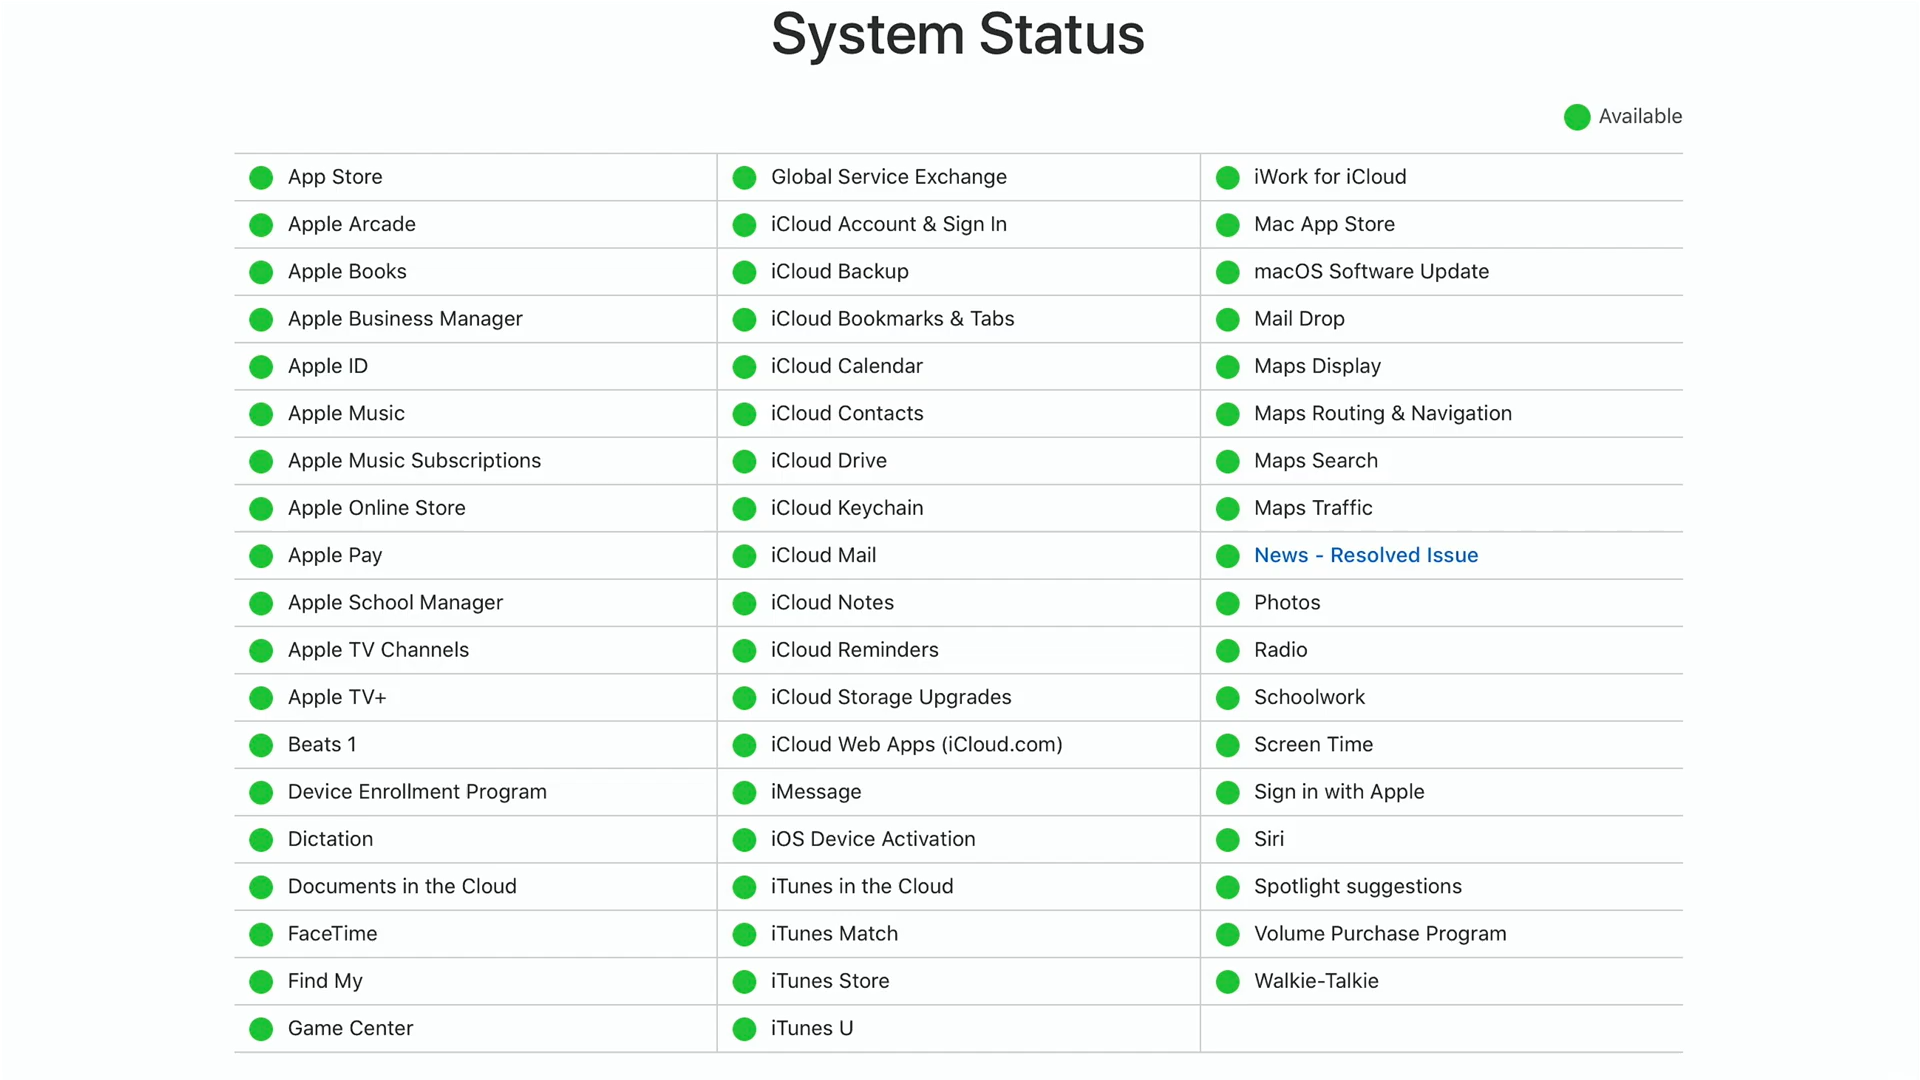 System Status
Available
App Store
Apple Arcade
Apple Books
Apple Business Manager
Apple ID
Apple Music
Apple Music Subscriptions
Apple Online Store
Apple Pay
Apple School Manager
Apple TV Channels
Apple TV+
Beats 1
Device Enrollment Program
Dictation
Documents in the Cloud
FaceTime
Find My
Game Center
Global Service Exchange
iCloud Account & Sign In
iCloud Backup
iCloud Bookmarks & Tabs
iCloud Calendar
iCloud Contacts
iCloud Drive
iCloud Keychain
iCloud Mail
iCloud Notes
iCloud Reminders
iCloud Storage Upgrades
iCloud Web Apps (iCloud.com)
iMessage
iOS Device Activation
iTunes in the Cloud
iTunes Match
iTunes Store
iTunes U
iWork for iCloud
Mac App Store
macOS Software Update
Mail Drop
Maps Display
Maps Routing & Navigation
Maps Search
Maps Traffic
News - Resolved Issue
Photos
Radio
Schoolwork
Screen Time
Sign in with Apple
Siri
Spotlight suggestions
Volume Purchase Program
Walkie-Talkie